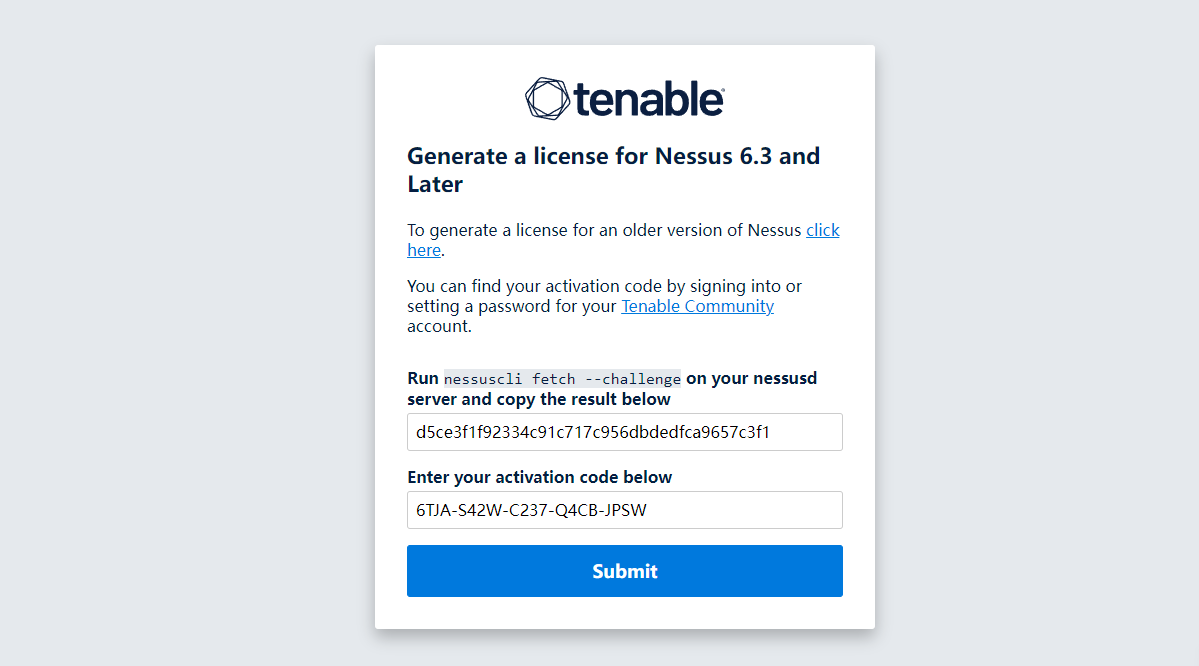 tenable
Generate a license for Nessus 6.3 and
Later
To generate a license for an older version of Nessus click
here.
You can find your activation code by signing into or
setting a password for your Tenable Community
account.
Run nessuscli fetch --challenge on your nessusd
server and copy the result below
d5ce3f1f92334c91c717c956dbdedfca9657c3f1
Enter your activation code below
6TJA-S42W-C237-Q4CB-JPSW
Submit